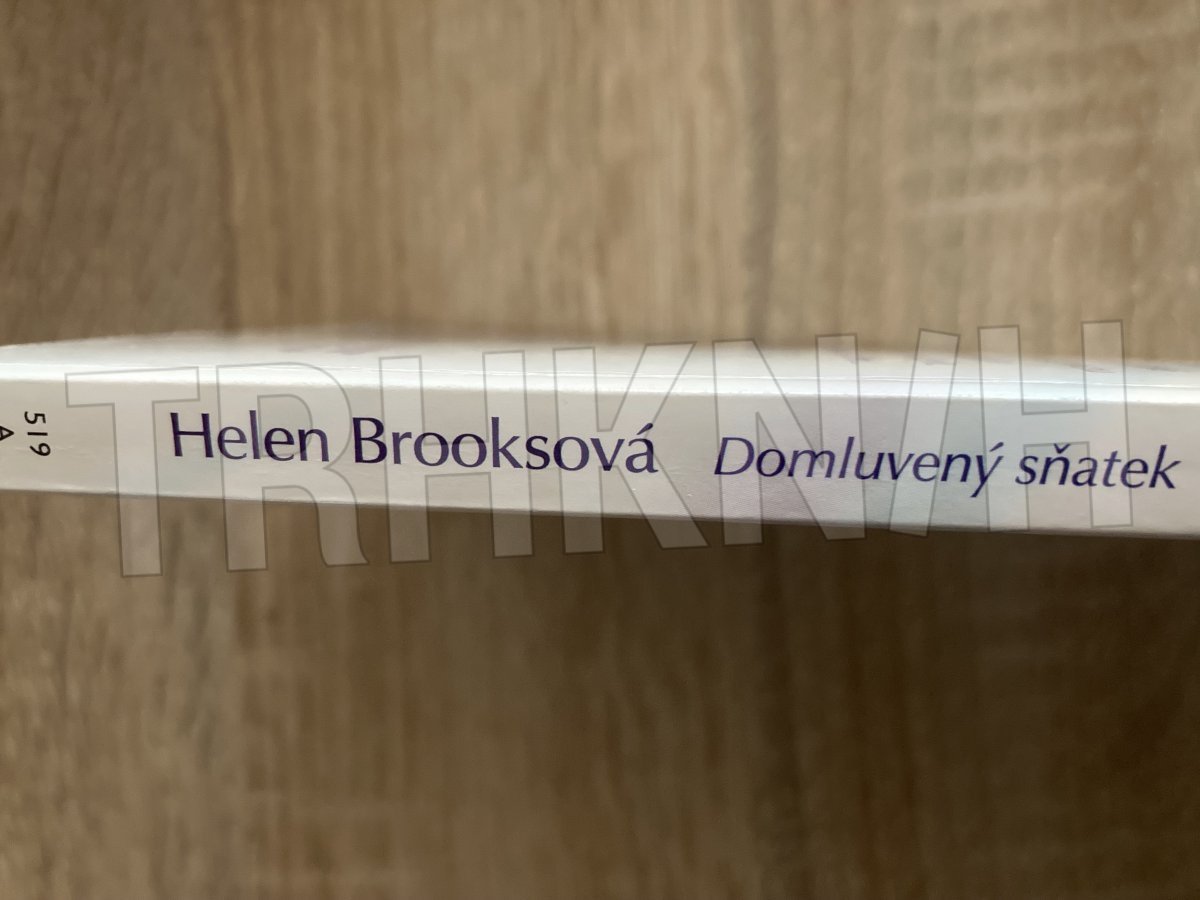 519
A
Helen Brooksová Domluvený sňatek
TRHKNIH